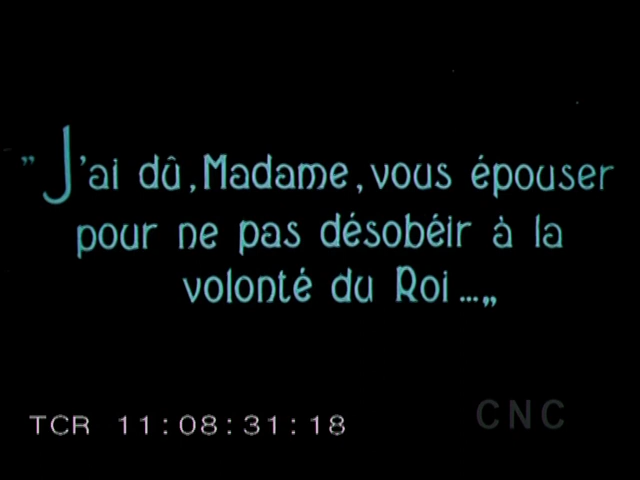 ”J'ai dû, Madame, vous épouser
pour ne pas désobéir à la
volonté du Roi...„
TCR 11:08:31:18
CNC